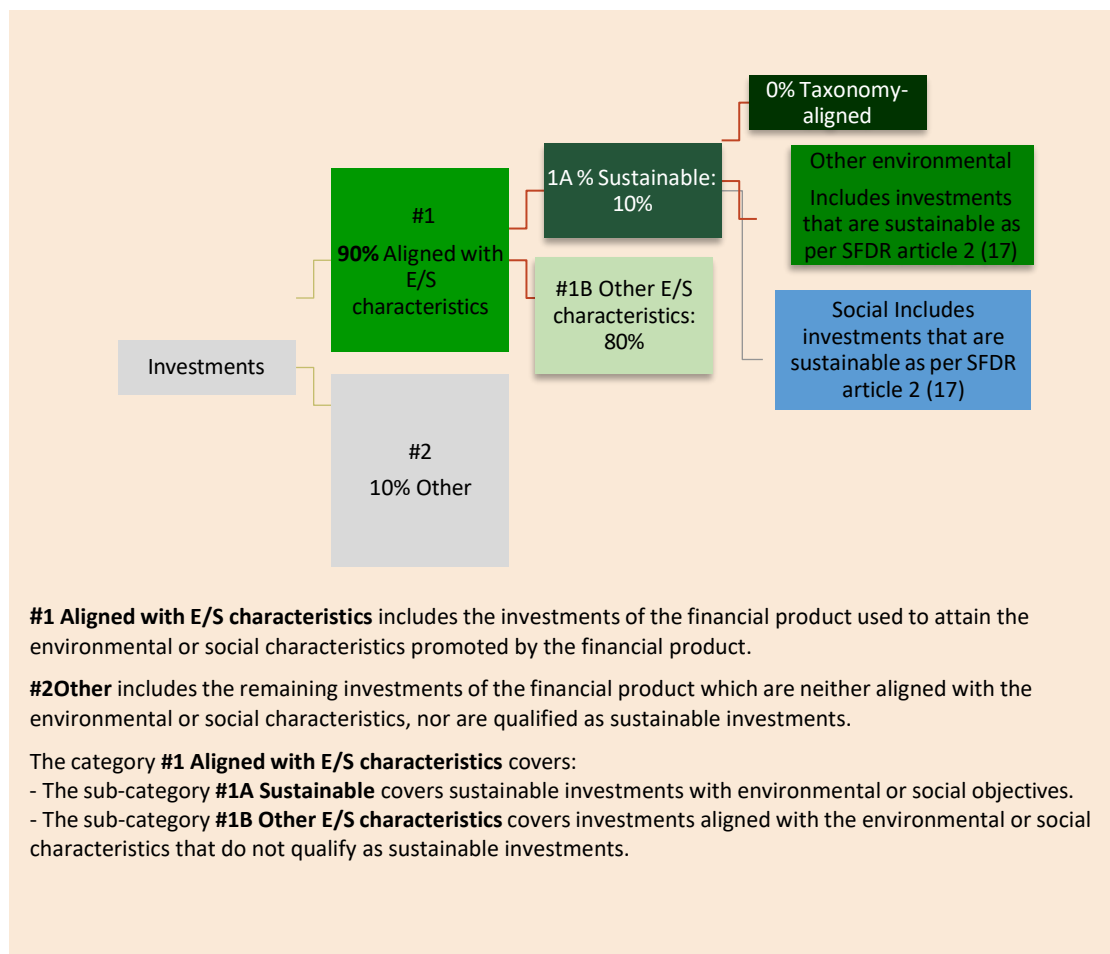 Investments
#1
90% Aligned with
E/S
characteristics
#2
10% Other
1A % Sustainable:
10%
#1B Other E/S
characteristics:
80%
0% Taxonomy-
aligned
Other environmental
Includes investments
that are sustainable as
per SFDR article 2 (17)
Social Includes
investments that are
sustainable as per SFDR
article 2 (17)
#1 Aligned with E/S characteristics includes the investments of the financial product used to attain the
environmental or social characteristics promoted by the financial product.
#2Other includes the remaining investments of the financial product which are neither aligned with the
environmental or social characteristics, nor are qualified as sustainable investments.
The category #1 Aligned with E/S characteristics covers:
- The sub-category #1A Sustainable covers sustainable investments with environmental or social objectives.
- The sub-category #1B Other E/S characteristics covers investments aligned with the environmental or social
characteristics that do not qualify as sustainable investments.